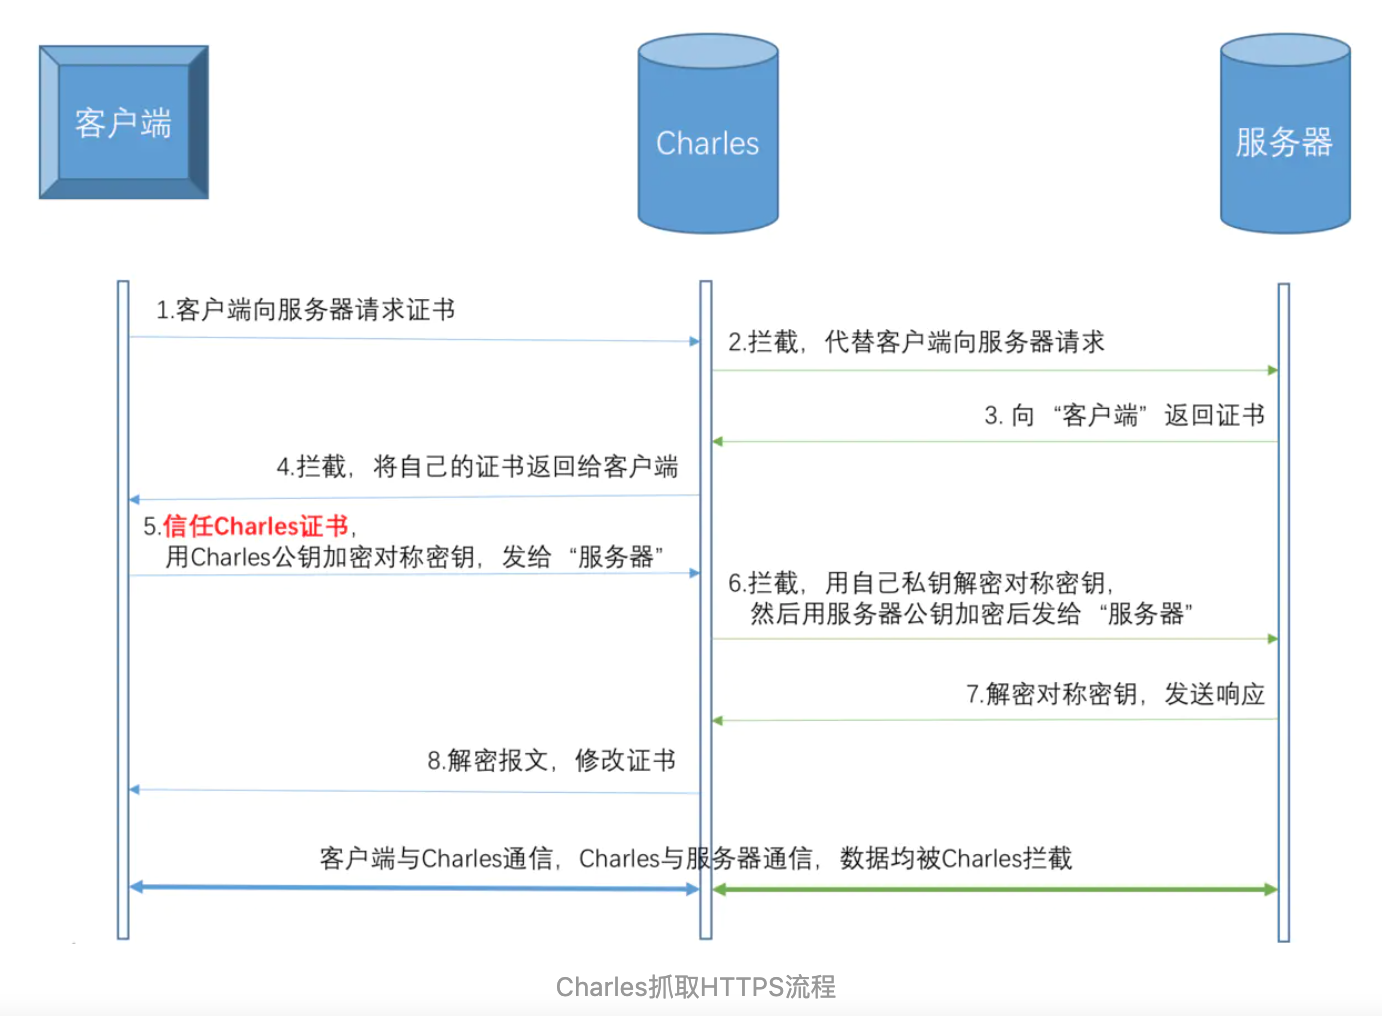 客户端
Charles
服务器
1.客户端向服务器请求证书
2.拦截，代替客户端向服务器请求
3. 向“客户端”返回证书
4.拦截，将自己的证书返回给客户端
5.信任Charles证书，
用Charles公钥加密对称密钥，发给“服务器”
6.拦截，用自己私钥解密对称密钥，
然后用服务器公钥加密后发给“服务器”
7.解密对称密钥，发送响应
8.解密报文，修改证书
客户端与Charles通信，Charles与服务器通信，数据均被Charles拦截
Charles抓取HTTPS流程